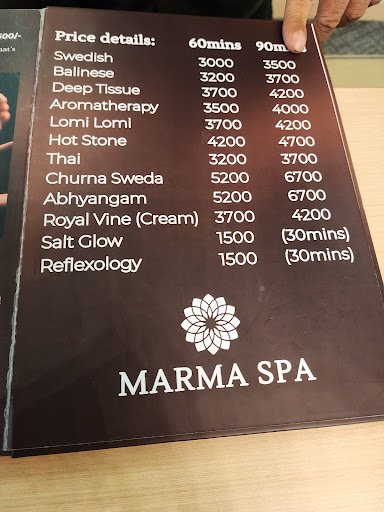 500/-
Price details: 60mins 90m
Swedish 3000 3500
Balinese 3200 3700
Deep Tissue 3700 4200
Aromatherapy 3500 4000
Lomi Lomi 3700 4200
Hot Stone 4200 4700
Thai 3200 3700
Churna Sweda 5200 6700
Abhyangam 5200 6700
Royal Vine (Cream) 3700 4200
Salt Glow 1500 (30mins)
Reflexology 1500 (30mins)
MARMA SPA